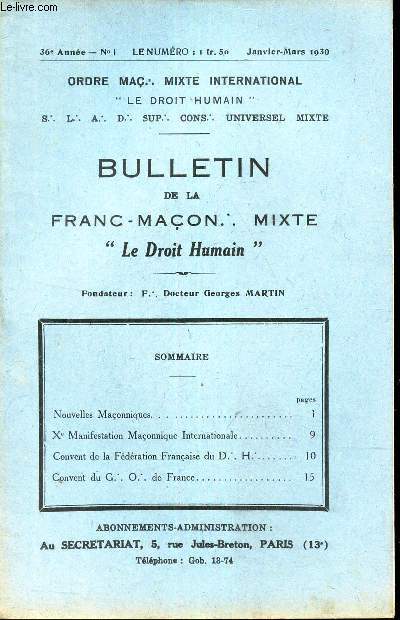 © LE-LIVRE.COM
36e Année — No 1 LE NUMÉRO : 1 fr. 50 Janvier-Mars 1930
ORDRE MAÇ∴ MIXTE INTERNATIONAL
" LE DROIT HUMAIN "
S∴ L∴ A∴ D∴ SUP∴ CONS∴ UNIVERSEL MIXTE
BULLETIN
DE LA
FRANC-MAÇON∴ MIXTE
" Le Droit Humain "
Fondateur : F∴ Docteur Georges MARTIN
SOMMAIRE
pages
Nouvelles Maçonniques. . . ........................ 1
Xe Manifestation Maçonnique Internationale.......... 9
Convent de la Fédération Française du D∴ H∴....... 10
Convent du G∴ O∴ de France.................. 15
ABONNEMENTS-ADMINISTRATION :
Au SECRETARIAT, 5, rue Jules-Breton, PARIS (13e)
Téléphone : Gob. 18-74